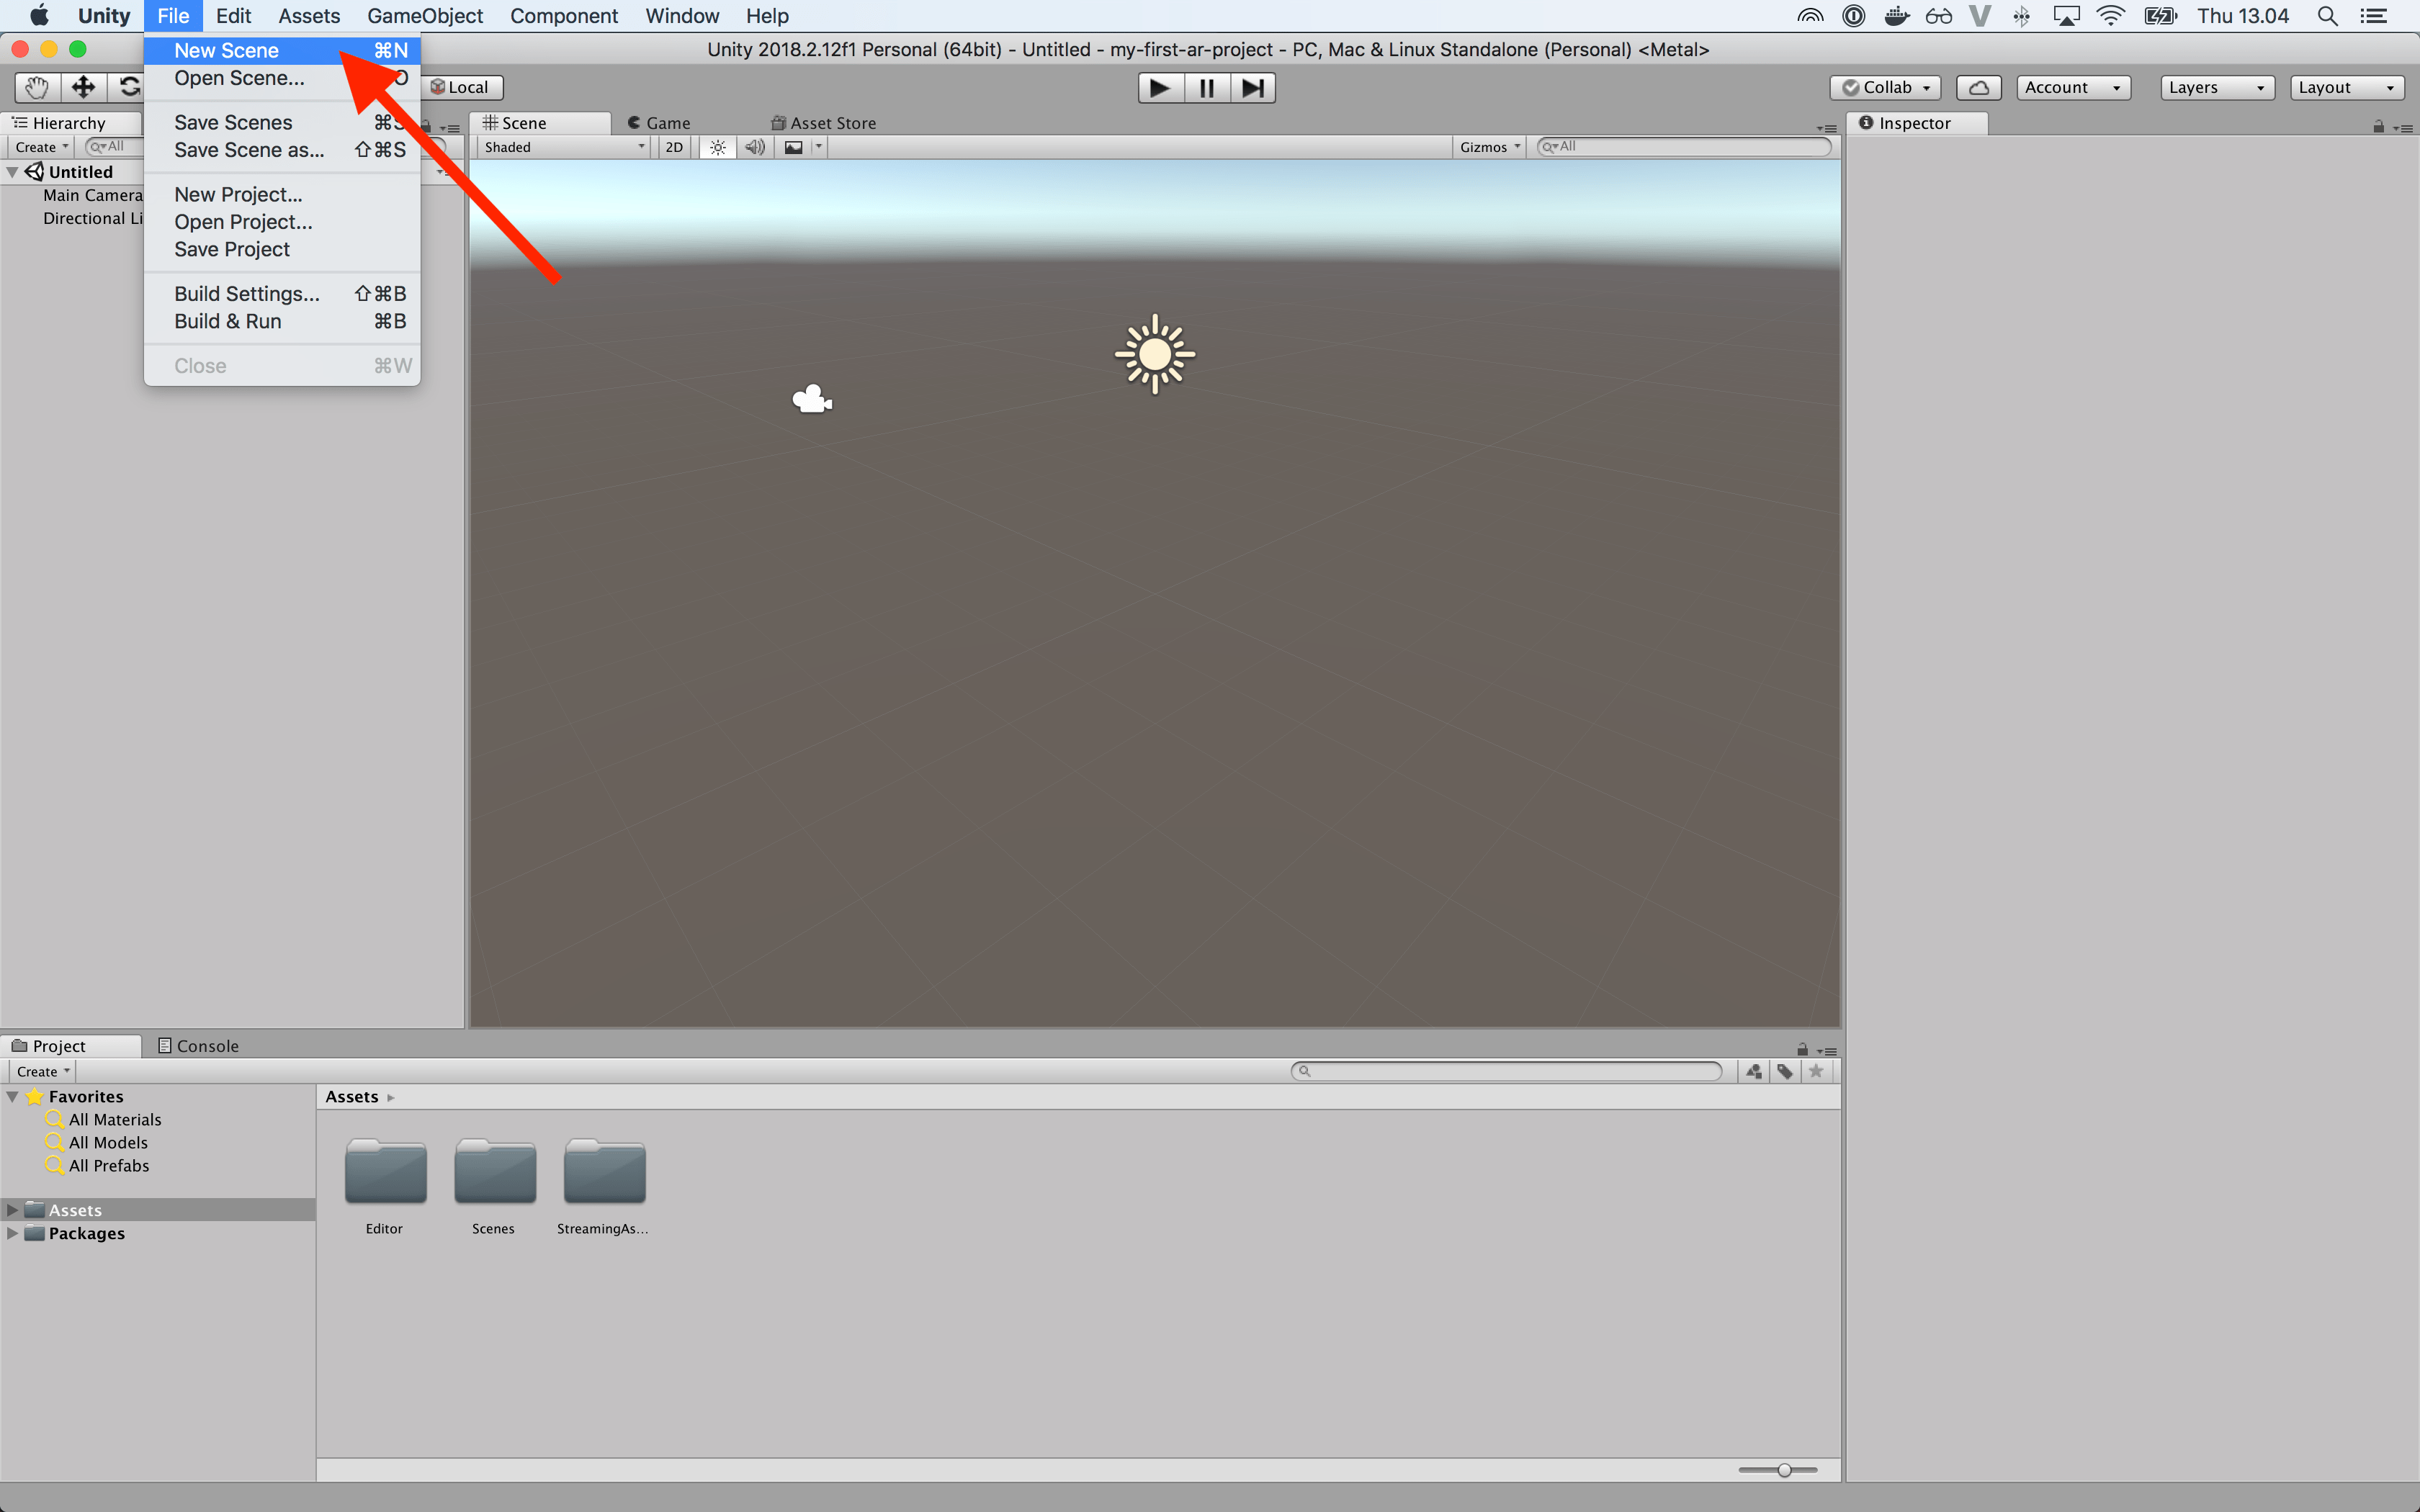 Unity File Edit Assets GameObject Component Window Help Thu 13.04
Unity 2018.2.12f1 Personal (64bit) - Untitled - my-first-ar-project - PC, Mac & Linux Standalone (Personal) <Metal>
New Scene ⌘N
Open Scene... O
Save Scenes ⌘S
Save Scene as... ⇧⌘S
New Project...
Open Project...
Save Project
Build Settings... ⇧⌘B
Build & Run ⌘B
Close ⌘W
Local
Collab Account Layers Layout
Hierarchy
Create All
Untitled
Main Camera
Directional Li
Scene Game Asset Store
Shaded 2D Gizmos All
Inspector
Project Console
Create
Favorites
All Materials
All Models
All Prefabs
Assets
Packages
Assets
Editor Scenes StreamingAs...